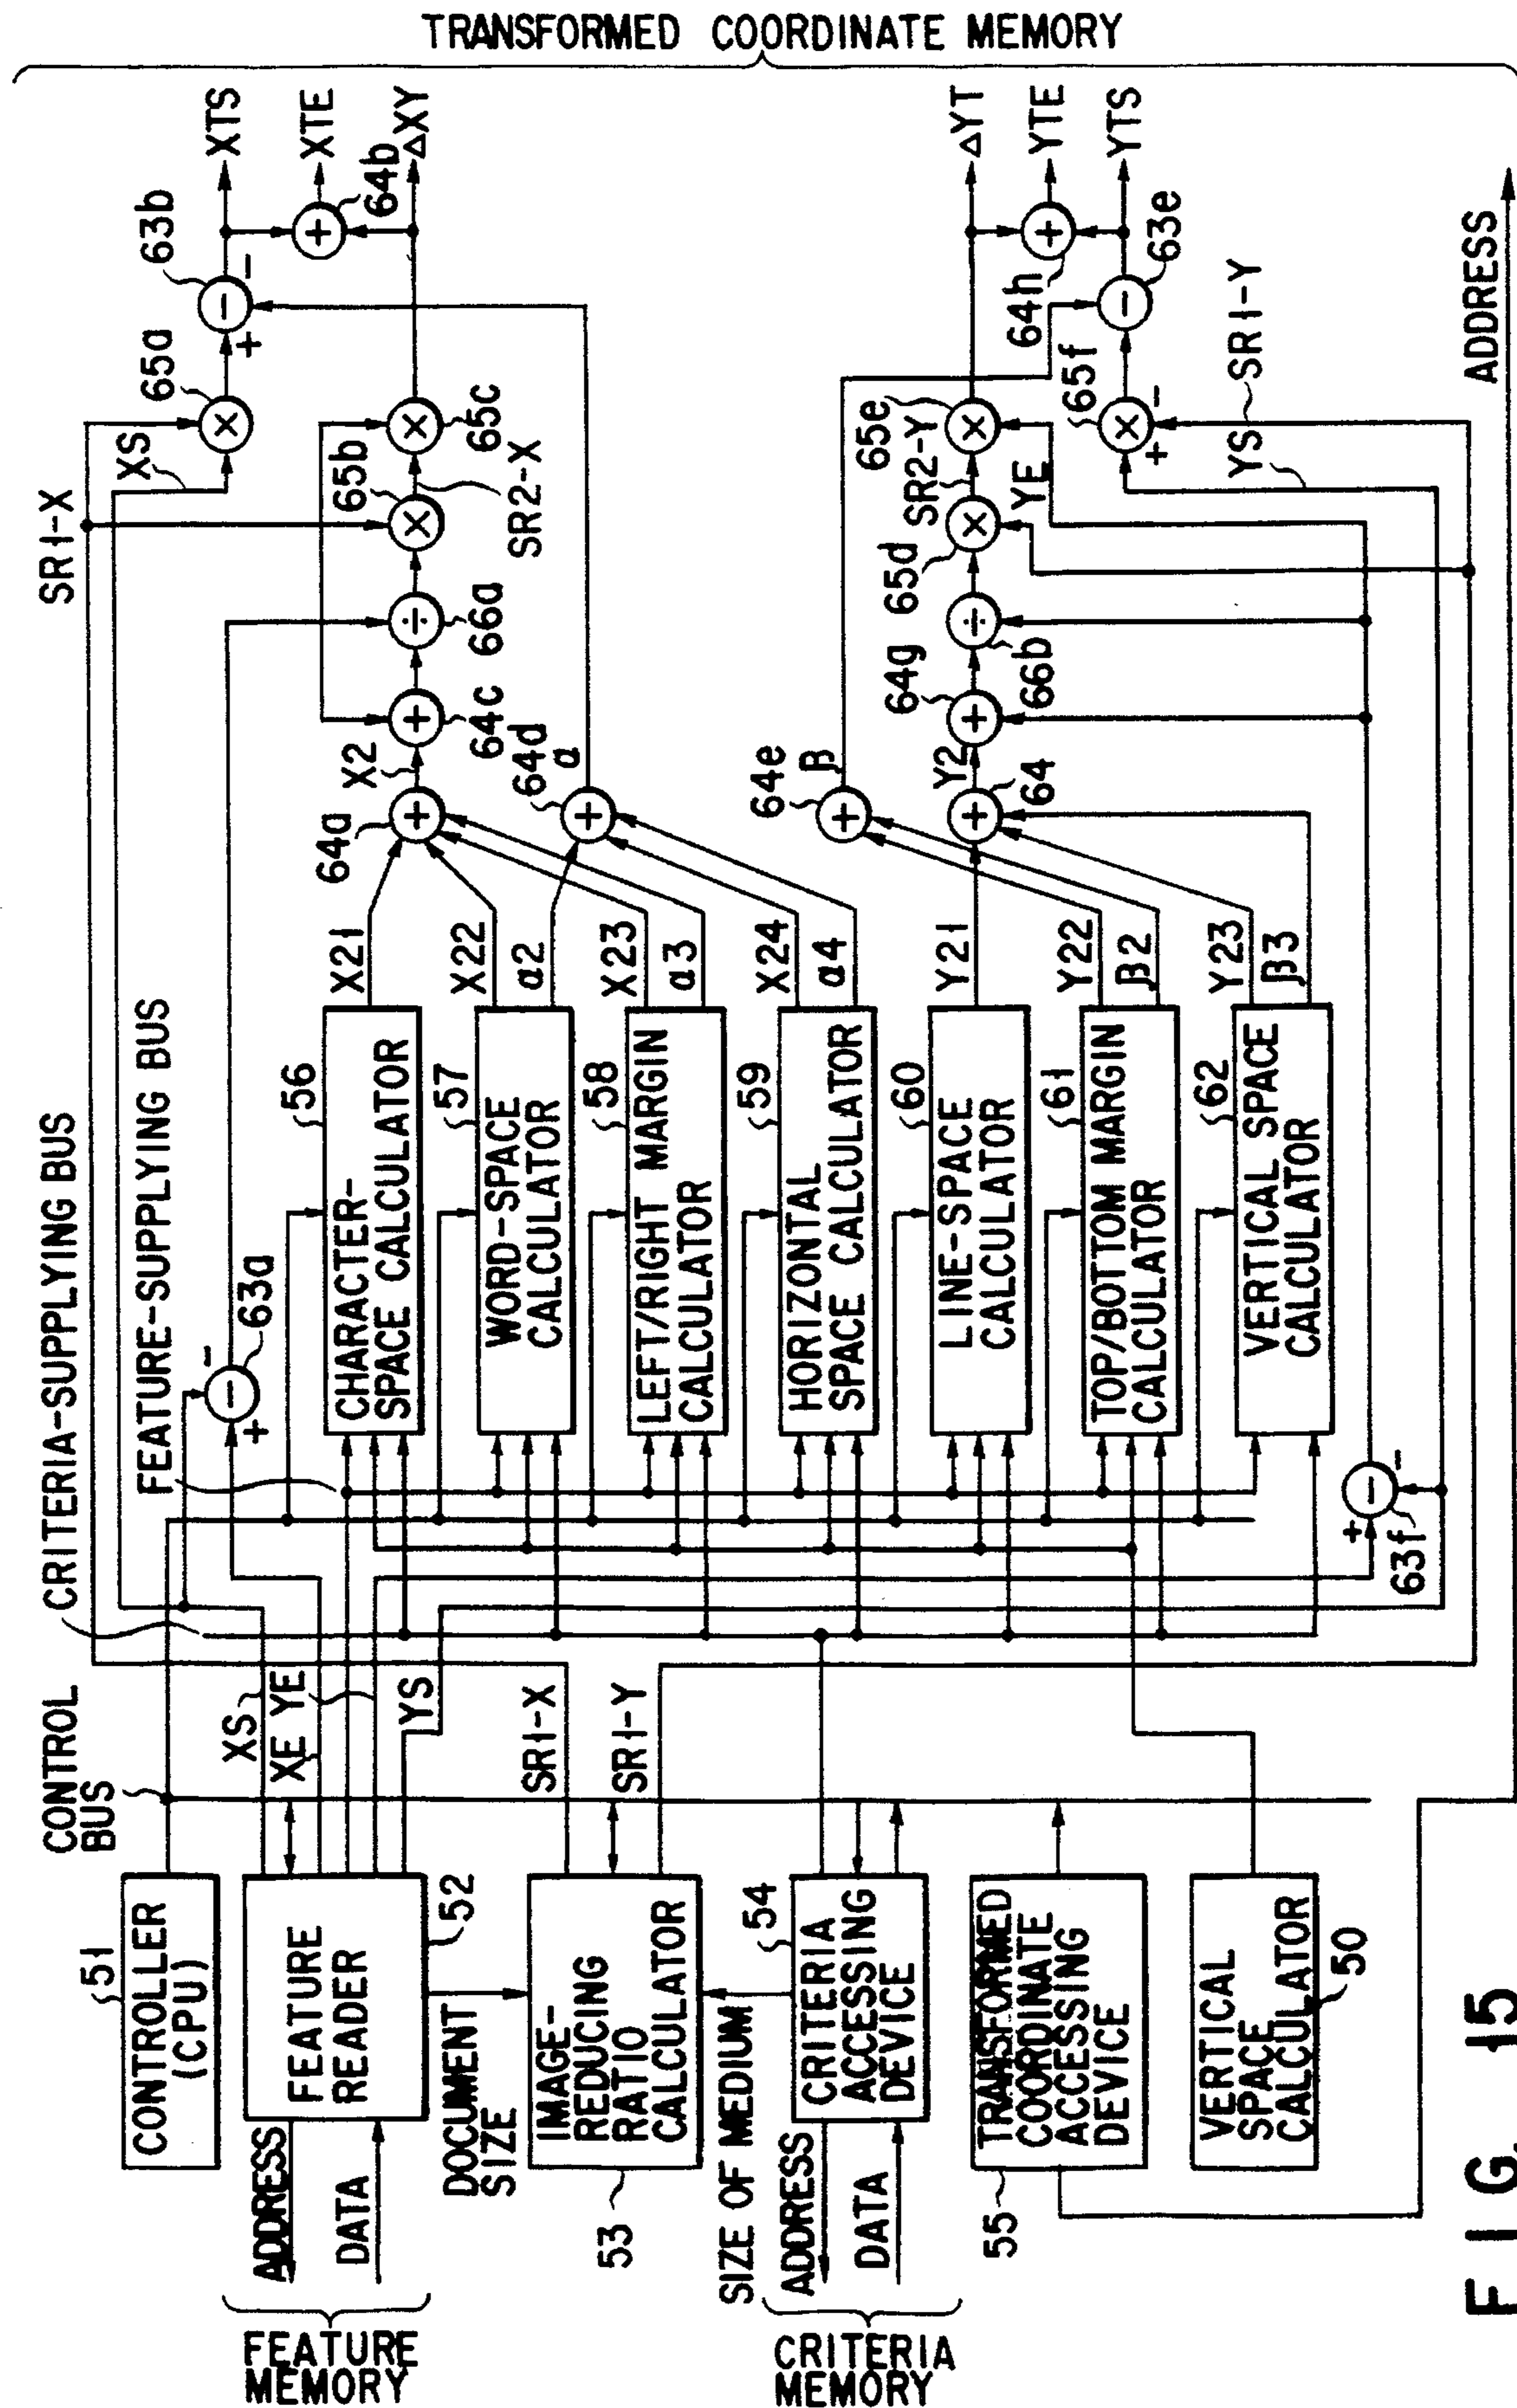 TRANSFORMED COORDINATE MEMORY
XTS
XTE
ΔXY
ΔYT
YTE
YTS
ADDRESS
63b
64b
65a
65b
65c
SR1-X
XS
SR2-X
66a
64c
X2
64d
α
64a
64e
β
64h
63e
65e
65f
SR2-Y
YE
YS
SR1-Y
65d
64g
66b
Y2
64
X21
X22
α2
X23
α3
X24
α4
Y21
Y22
β2
Y23
β3
56
CHARACTER-
SPACE CALCULATOR
57
WORD-SPACE
CALCULATOR
58
LEFT/RIGHT MARGIN
CALCULATOR
59
HORIZONTAL
SPACE CALCULATOR
60
LINE-SPACE
CALCULATOR
61
TOP/BOTTOM MARGIN
CALCULATOR
62
VERTICAL SPACE
CALCULATOR
63a
63f
CRITERIA-SUPPLYING BUS
FEATURE-SUPPLYING BUS
CONTROL
BUS
XS
XE YE
YS
SR1-X
SR1-Y
51
CONTROLLER
(CPU)
52
FEATURE
READER
DOCUMENT
SIZE
53
IMAGE-
REDUCING
RATIO
CALCULATOR
SIZE OF MEDIUM
54
CRITERIA
ACCESSING
DEVICE
55
TRANSFORMED
COORDINATE
ACCESSING
DEVICE
VERTICAL
SPACE
CALCULATOR
50
ADDRESS
DATA
FEATURE
MEMORY
ADDRESS
DATA
CRITERIA
MEMORY
FIG. 15